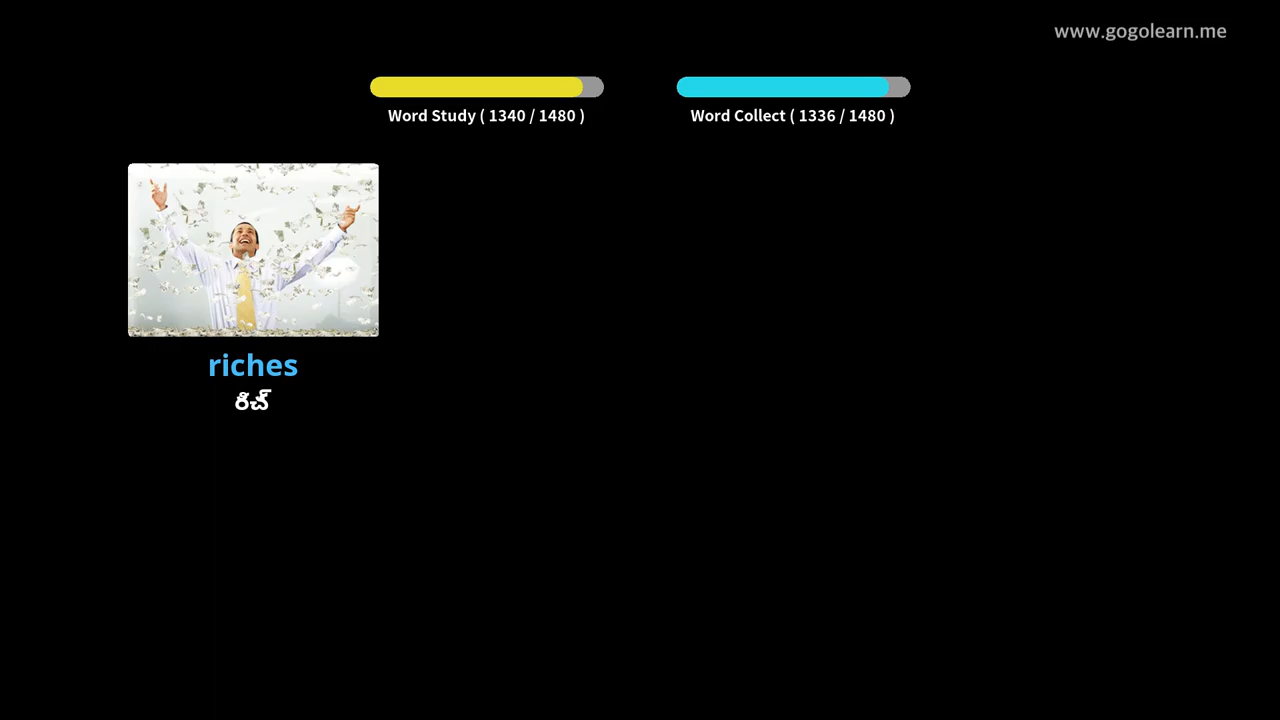 www.gogolearn.me
Word Study ( 1340 / 1480 )
Word Collect ( 1336 / 1480 )
riches
రిచ్